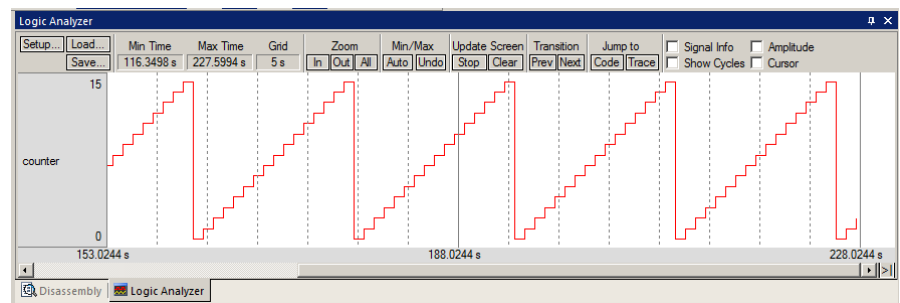 Logic Analyzer
Setup... Load... Min Time Max Time Grid Zoom Min/Max Update Screen Transition Jump to Signal Info Amplitude
Save... 116.3498 s 227.5994 s 5 s In Out All Auto Undo Stop Clear Prev Next Code Trace Show Cycles Cursor
15
counter
0
153.0244 s 188.0244 s 228.0244 s
Disassembly Logic Analyzer